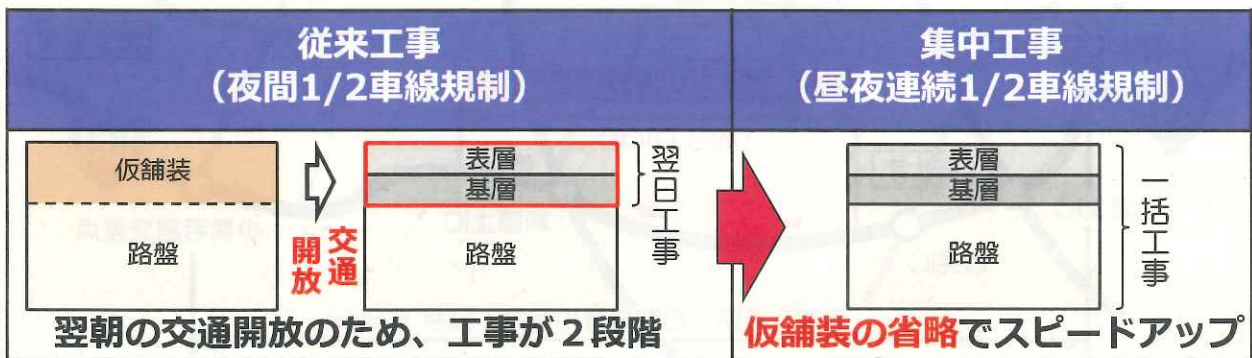 従来工事
（夜間1/2車線規制）
集中工事
（昼夜連続1/2車線規制）
仮舗装
路盤
交通
開放
表層
基層
路盤
翌日工事
翌朝の交通開放のため、工事が２段階
表層
基層
路盤
一括工事
仮舗装の省略でスピードアップ